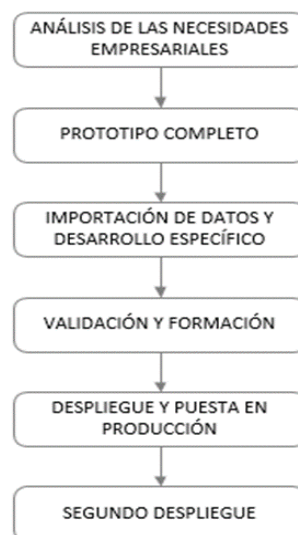 ANÁLISIS DE LAS NECESIDADES
EMPRESARIALES
PROTOTIPO COMPLETO
IMPORTACIÓN DE DATOS Y
DESARROLLO ESPECÍFICO
VALIDACIÓN Y FORMACIÓN
DESPLIEGUE Y PUESTA EN
PRODUCCIÓN
SEGUNDO DESPLIEGUE